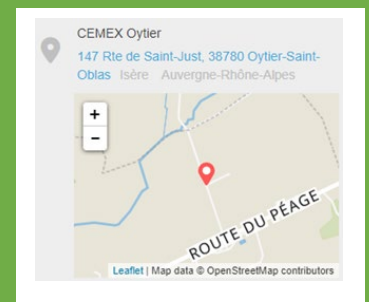 CEMEX Oytier
147 Rte de Saint-Just, 38780 Oytier-Saint-
Oblas Isère Auvergne-Rhône-Alpes
+
−
ROUTE DU PÉAGE
Leaflet | Map data © OpenStreetMap contributors